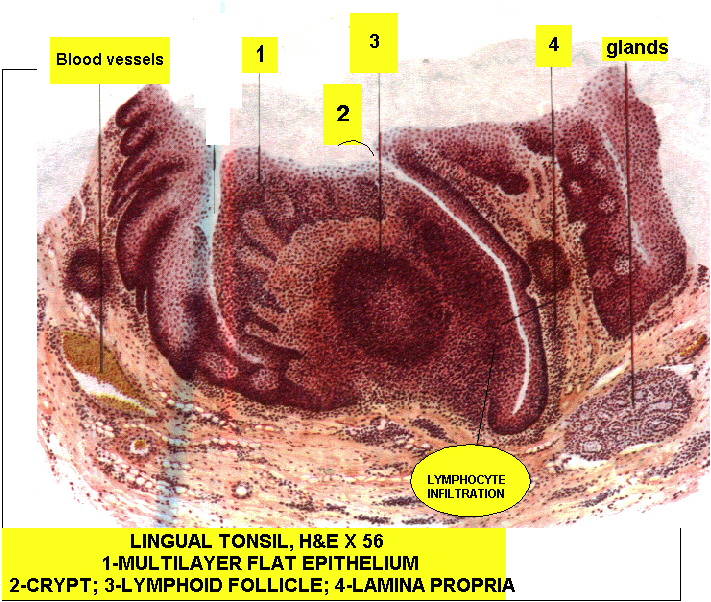 Blood vessels
1
3
4
glands
2
LYMPHOCYTE
INFILTRATION
LINGUAL TONSIL, H&E X 56
1-MULTILAYER FLAT EPITHELIUM
2-CRYPT; 3-LYMPHOID FOLLICLE; 4-LAMINA PROPRIA